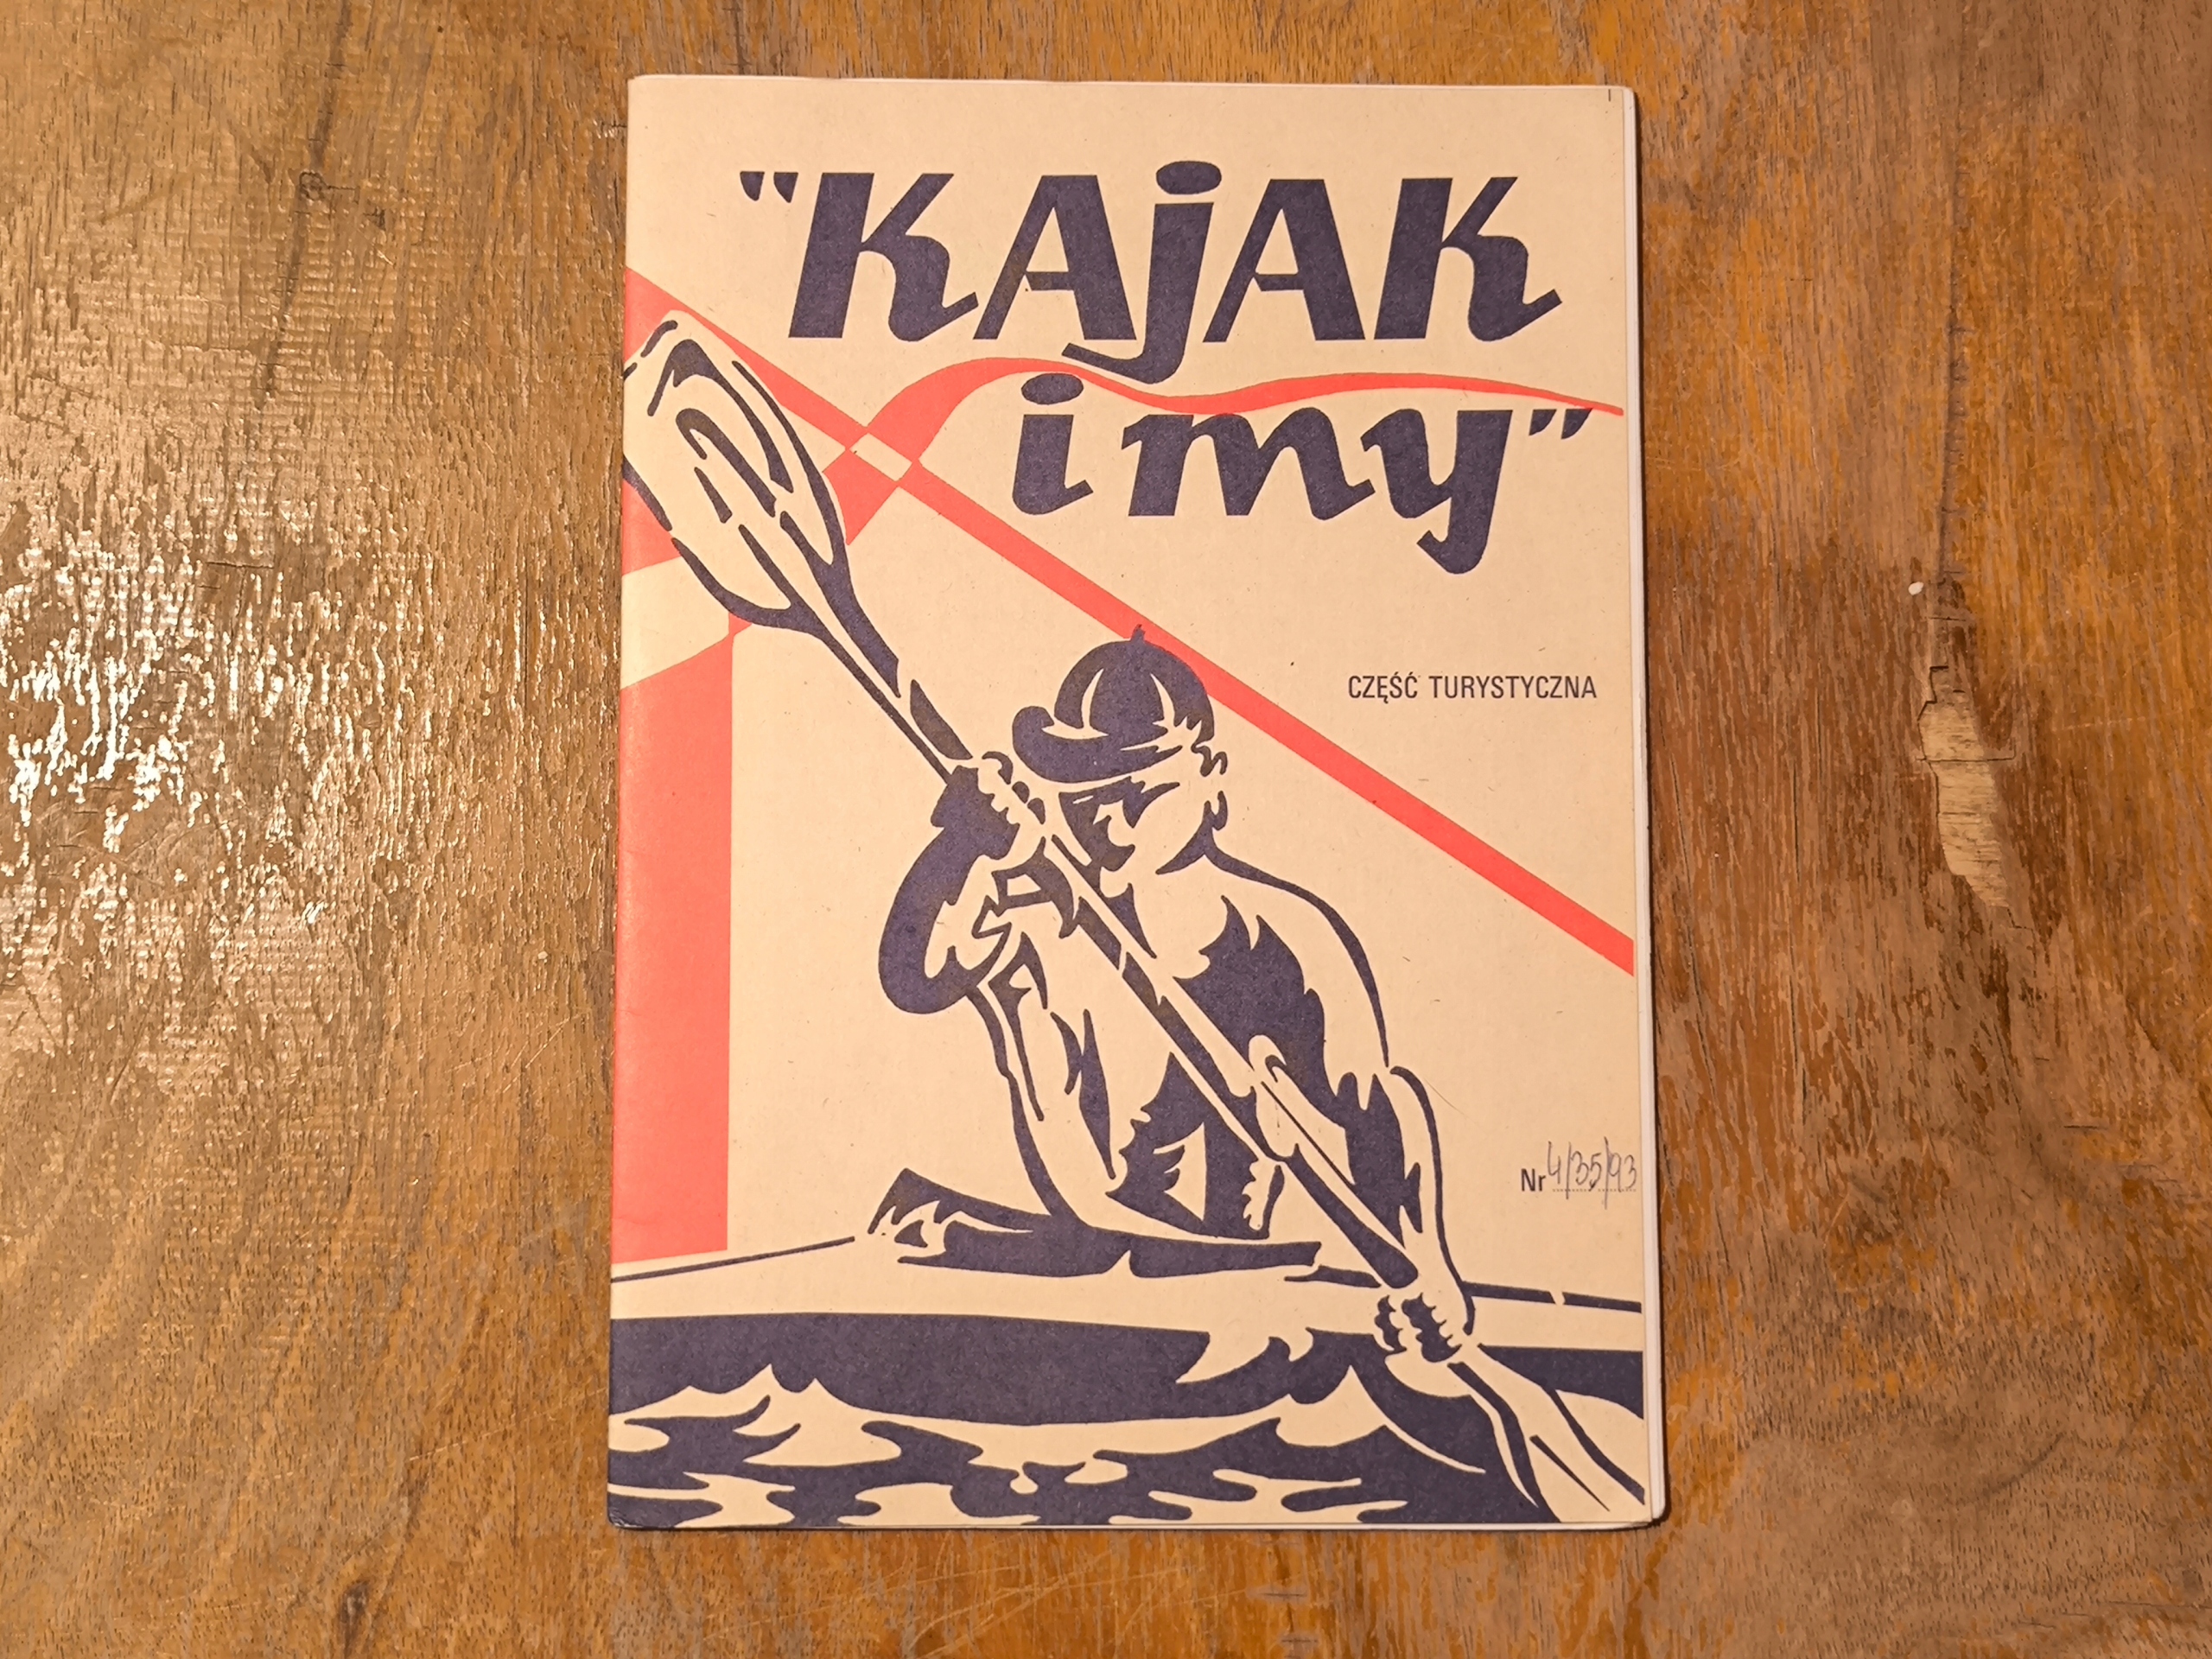 "KAjAK
i my"
CZĘŚĆ TURYSTYCZNA
Nr 4/35/93